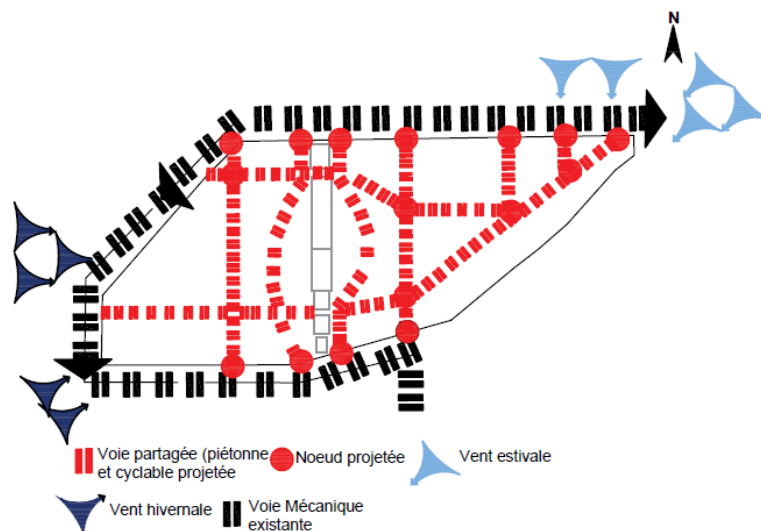 N
Voie partagée (piétonne
et cyclable projetée
Noeud projetée
Vent estivale
Vent hivernale
Voie Mécanique
existante